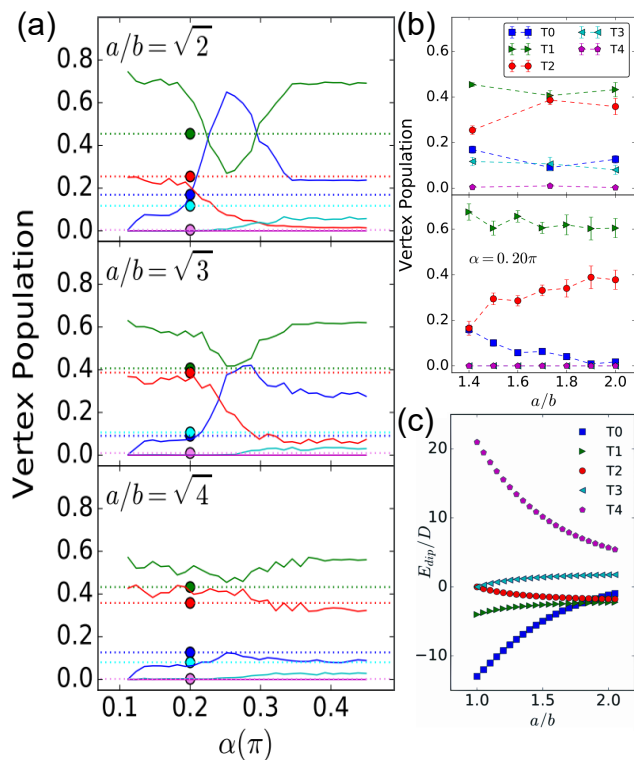 (a)
a/b = √2
0.8
0.6
0.4
0.2
0.0
a/b = √3
0.8
0.6
0.4
0.2
0.0
a/b = √4
0.8
0.6
0.4
0.2
0.0
0.1 0.2 0.3 0.4
α(π)
Vertex Population
(b)
T0 T3
T1 T4
T2
0.6
0.4
0.2
0.0
α = 0.20π
0.6
0.4
0.2
0.0
1.4 1.6 1.8 2.0
a/b
Vertex Population
(c)
T0
T1
T2
T3
T4
20
10
0
−10
1.0 1.5 2.0
a/b
E_dip/D